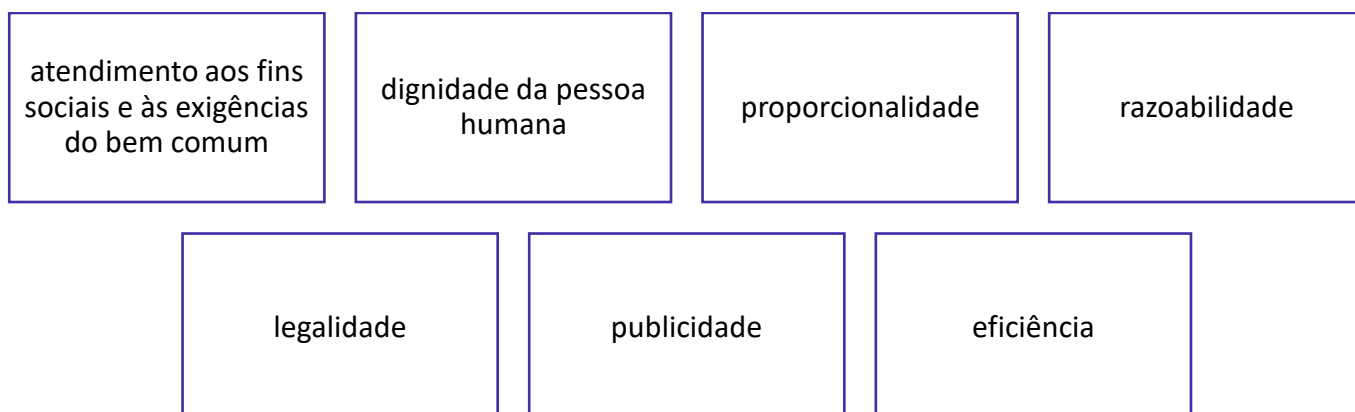 atendimento aos fins
sociais e às exigências
do bem comum
dignidade da pessoa
humana
proporcionalidade
razoabilidade
legalidade
publicidade
eficiência